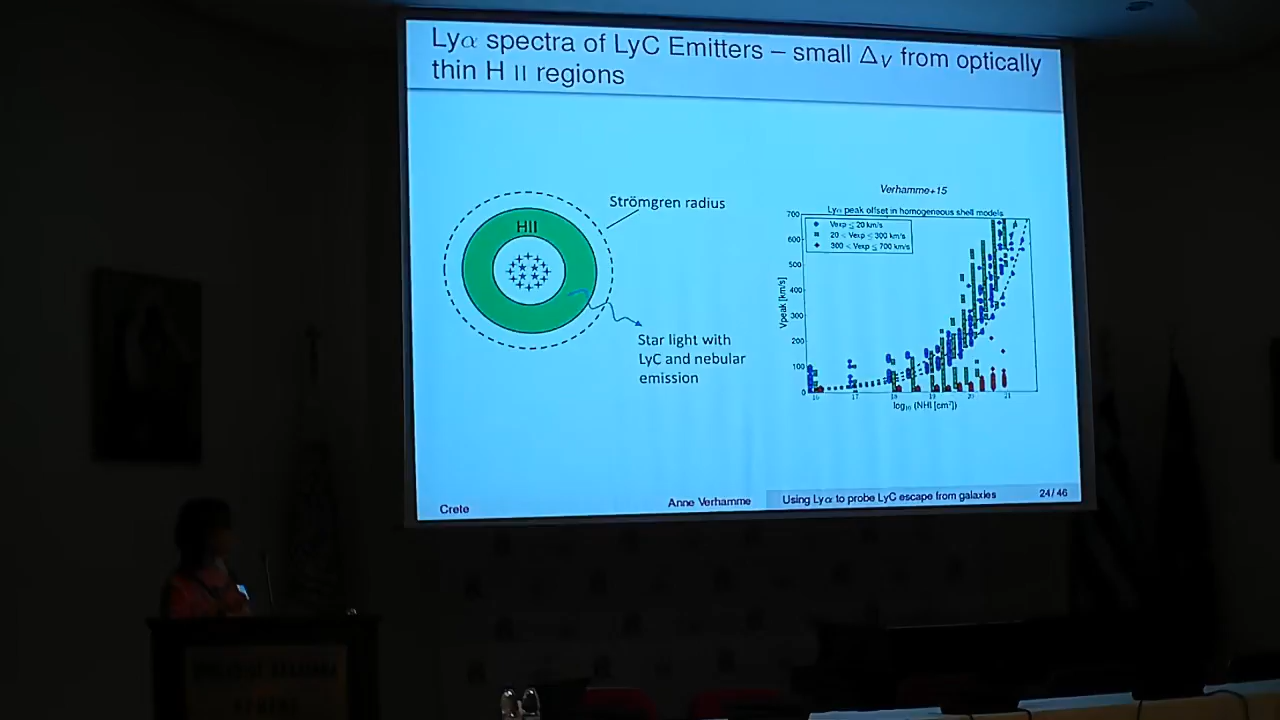 Lyα spectra of LyC Emitters – small Δv from optically
thin H II regions
Strömgren radius
HII
Star light with
LyC and nebular
emission
Verhamme+15
Lyα peak offset in homogeneous shell models
Vexp ≤ 20 km/s
20 < Vexp ≤ 300 km/s
300 < Vexp ≤ 700 km/s
Vpeak [km/s]
700
600
500
400
300
200
100
0
16 17 18 19 20 21
log₁₀ (NHI [cm²])
Crete
Anne Verhamme
Using Lyα to probe LyC escape from galaxies
24/46